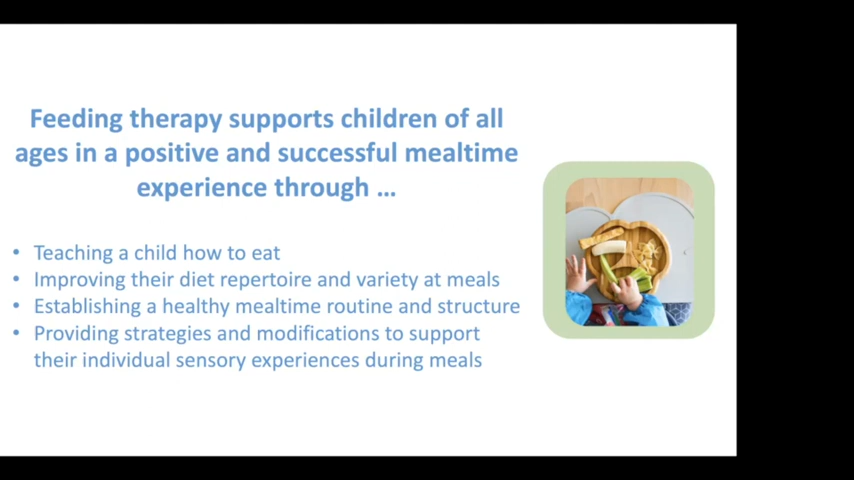 Feeding therapy supports children of all
ages in a positive and successful mealtime
experience through ...
• Teaching a child how to eat
• Improving their diet repertoire and variety at meals
• Establishing a healthy mealtime routine and structure
• Providing strategies and modifications to support
their individual sensory experiences during meals